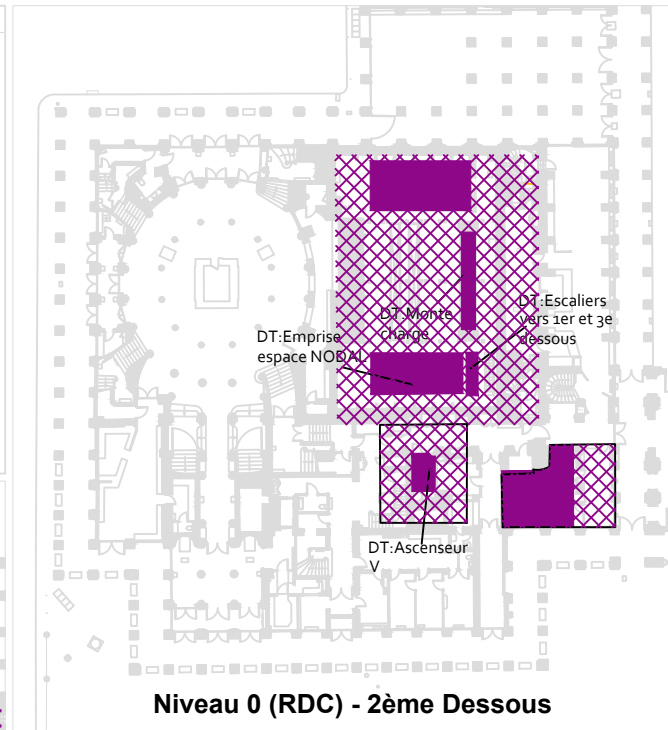 DT:Escaliers
vers 1er et 3e
dessous
DT:Monte
charge
DT:Emprise
espace NODAL
DT:Ascenseur
V
Niveau 0 (RDC) - 2ème Dessous